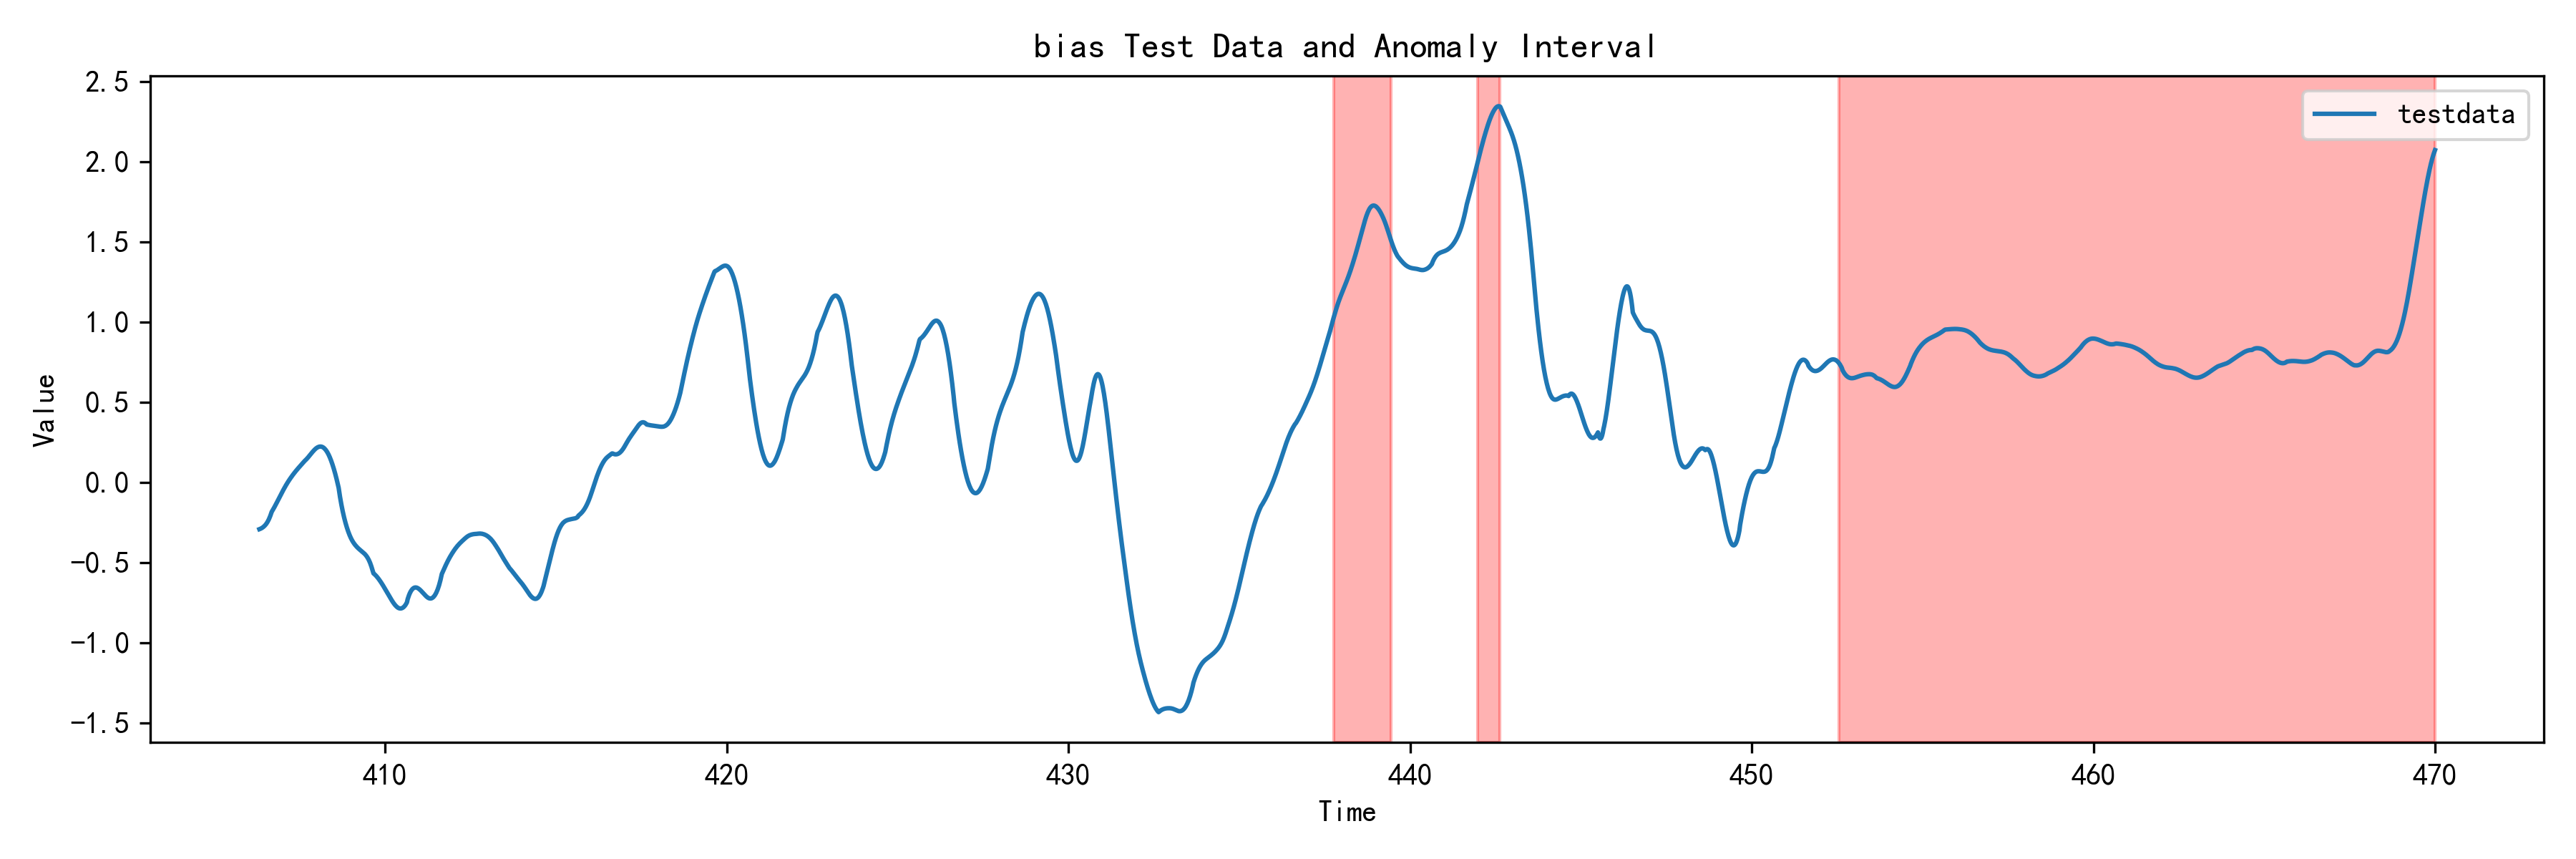 bias Test Data and Anomaly Interval
testdata
Value
2.5
2.0
1.5
1.0
0.5
0.0
−0.5
−1.0
−1.5
410 420 430 440 450 460 470
Time